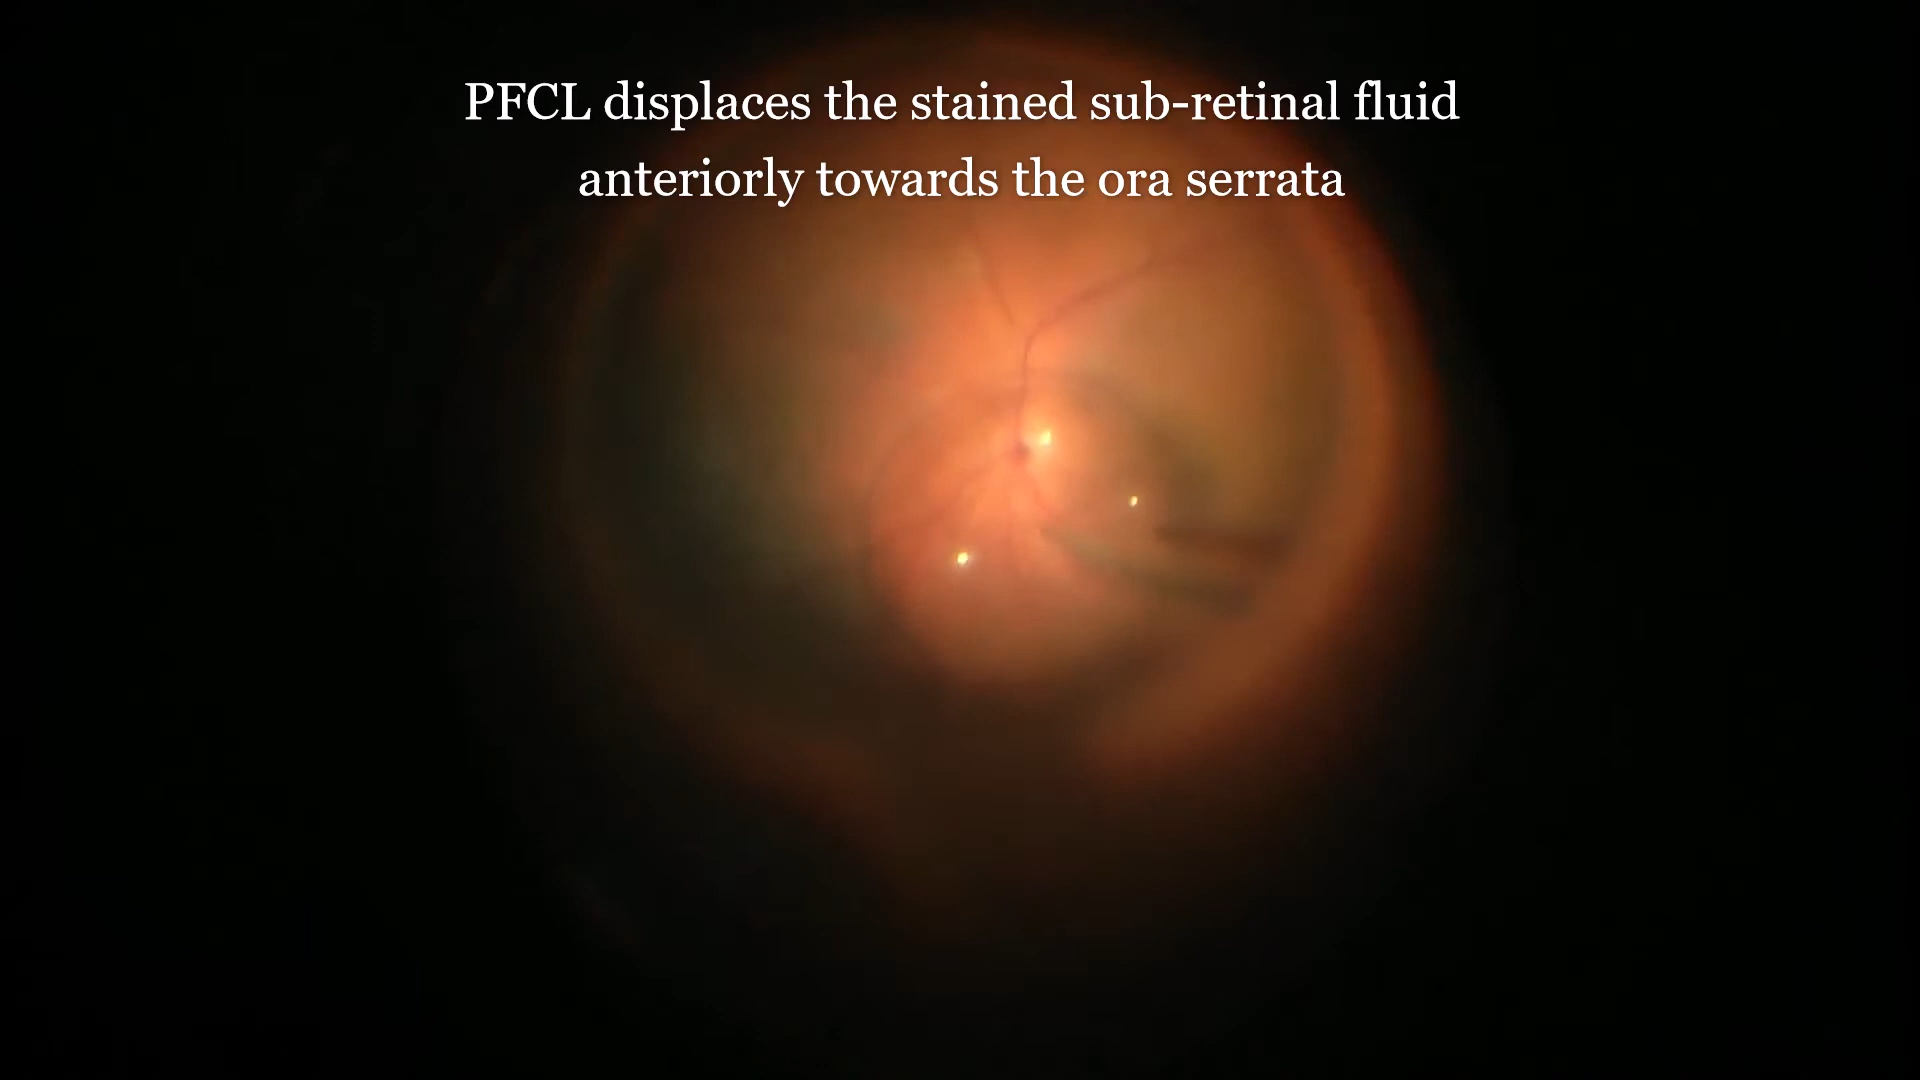 PFCL displaces the stained sub-retinal fluid
anteriorly towards the ora serrata